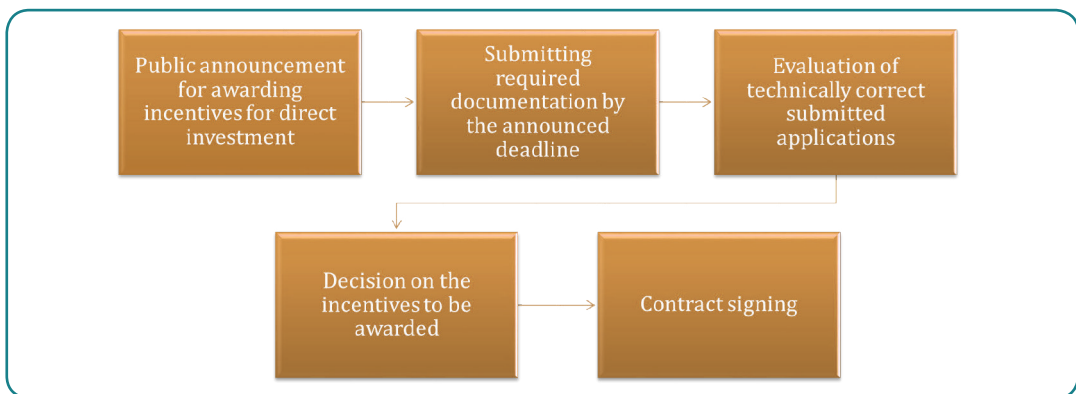 Public announcement
for awarding
incentives for direct
investment
Submitting
required
documentation by
the announced
deadline
Evaluation of
technically correct
submitted
applications
Decision on the
incentives to be
awarded
Contract signing